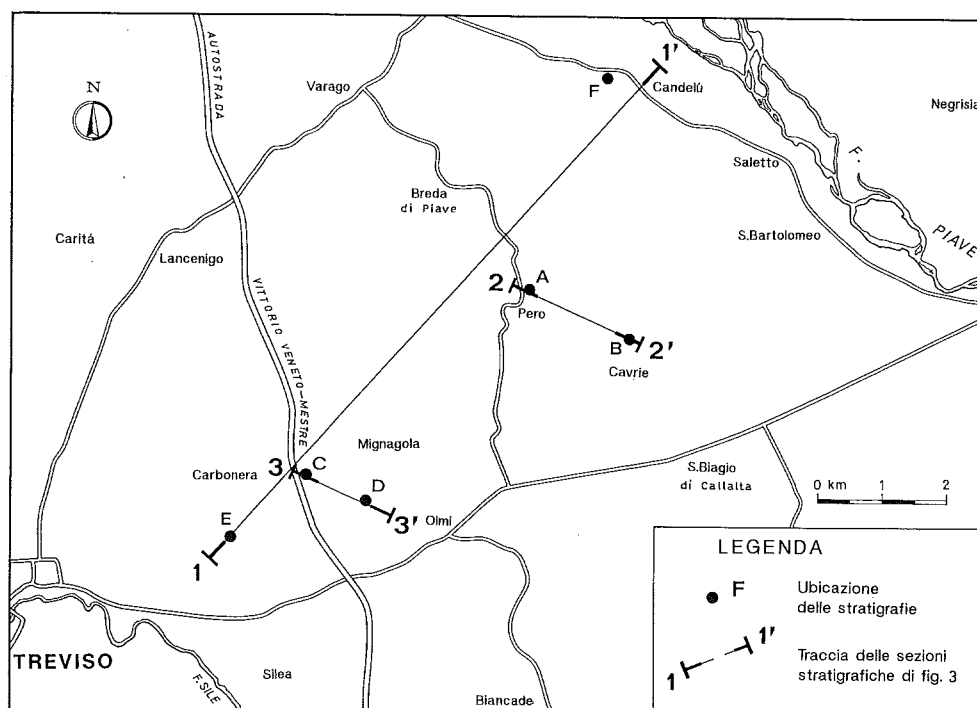 1'
F
Candelú
Varago
AUTOSTRADA
N
Negrisia
Saletto
F.
PIAVE
Breda
di Piave
S.Bartolomeo
Caritá
Lancenigo
2
A
Pero
B
2'
Cavrie
VITTORIO VENETO-MESTRE
Mignagola
3
C
Carbonera
D
3'
Olmi
S.Biagio
di Callalta
0 km 1 2
E
1
TREVISO
F. SILE
Silea
Biancade
LEGENDA
F
Ubicazione
delle stratigrafie
1 1'
Traccia delle sezioni
stratigrafiche di fig. 3